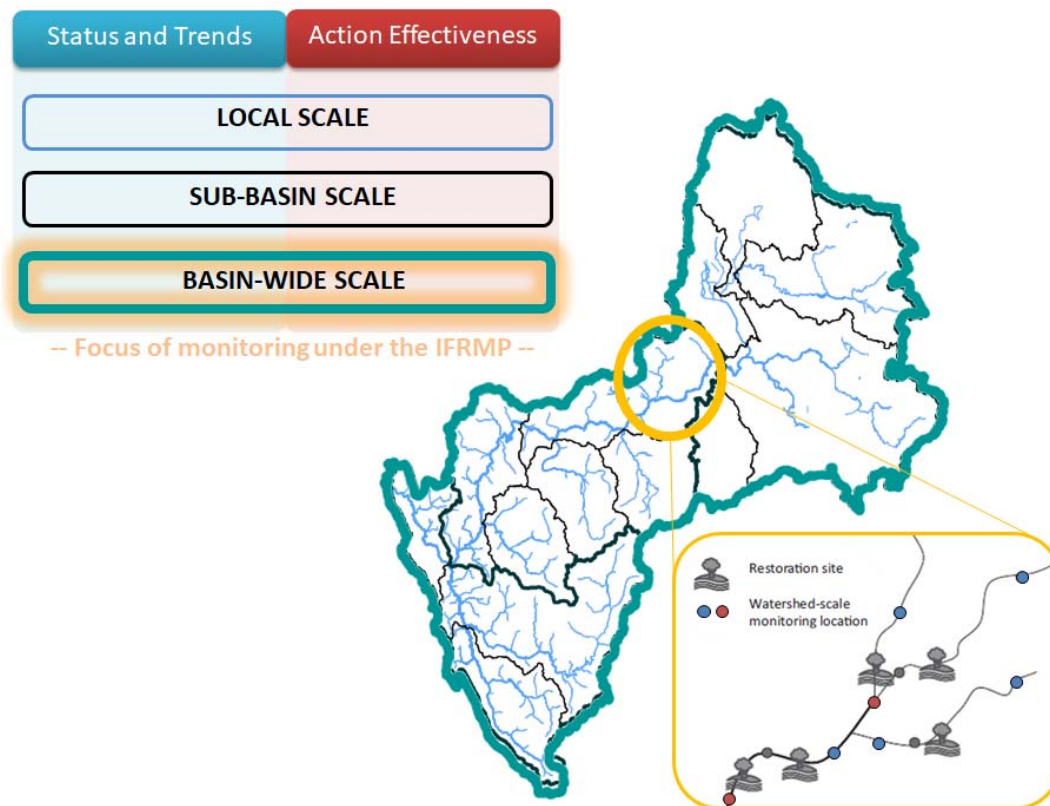 Status and Trends
Action Effectiveness
LOCAL SCALE
SUB-BASIN SCALE
BASIN-WIDE SCALE
-- Focus of monitoring under the IFRMP --
Restoration site
Watershed-scale
monitoring location